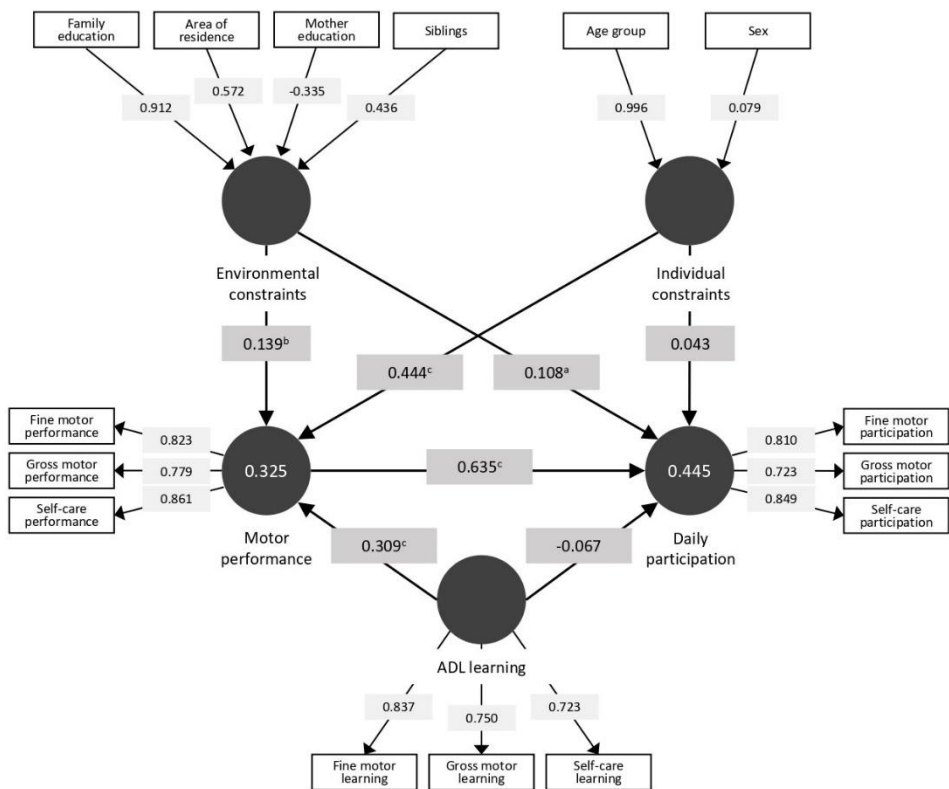 Family
education
Area of
residence
Mother
education
Siblings
Age group
Sex
0.912
0.572
-0.335
0.436
0.996
0.079
Environmental
constraints
Individual
constraints
0.139ᵇ
0.444ᶜ
0.108ᵃ
0.043
Fine motor
performance
Gross motor
performance
Self-care
performance
0.823
0.779
0.861
0.325
Motor
performance
0.635ᶜ
0.445
Daily
participation
0.810
0.723
0.849
Fine motor
participation
Gross motor
participation
Self-care
participation
0.309ᶜ
-0.067
ADL learning
0.837
0.750
0.723
Fine motor
learning
Gross motor
learning
Self-care
learning